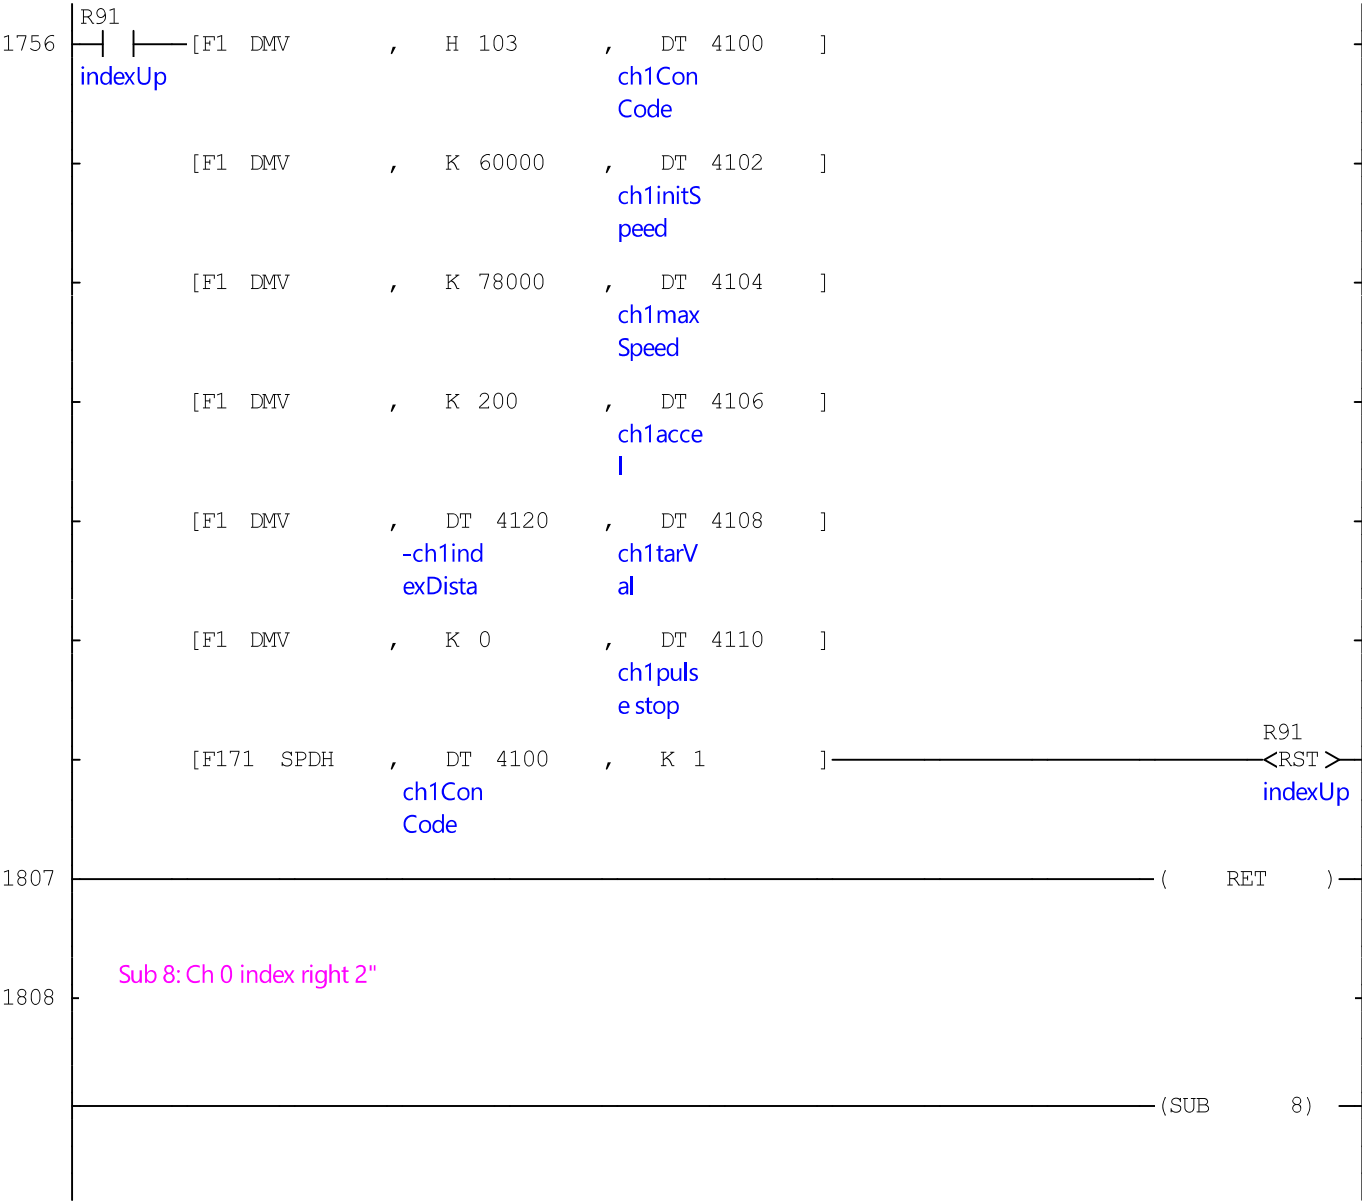 R91
1756 [F1 DMV , H 103 , DT 4100 ]
indexUp ch1Con
Code
[F1 DMV , K 60000 , DT 4102 ]
ch1initS
peed
[F1 DMV , K 78000 , DT 4104 ]
ch1max
Speed
[F1 DMV , K 200 , DT 4106 ]
ch1acce
l
[F1 DMV , DT 4120 , DT 4108 ]
-ch1ind ch1tarV
exDista al
[F1 DMV , K 0 , DT 4110 ]
ch1puls
e stop
R91
[F171 SPDH , DT 4100 , K 1 ] <RST>
ch1Con indexUp
Code
1807 ( RET )
Sub 8: Ch 0 index right 2"
1808
(SUB 8)